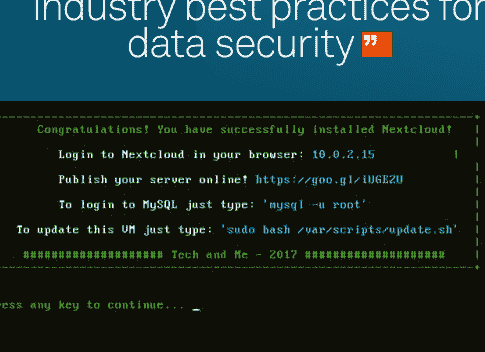 industry best practices for
data security ”
Congratulations! You have successfully installed Nextcloud!
Login to Nextcloud in your browser: 10.0.2.15
Publish your server online! https://goo.gl/iUGE2U
To login to MySQL just type: 'mysql -u root'
To update this VM just type: 'sudo bash /var/scripts/update.sh'
#################### Tech and Me - 2017 ####################
ress any key to continue... _